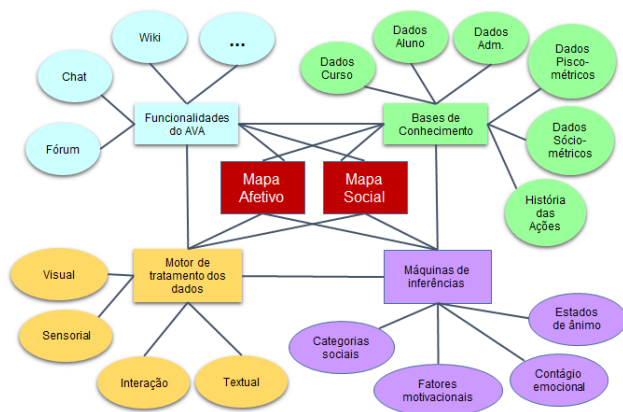 Wiki
...
Chat
Fórum
Funcionalidades
do AVA
Dados
Curso
Dados
Aluno
Dados
Adm.
Dados
Pisco-
métricos
Bases de
Conhecimento
Dados
Sócio-
métricos
História
das
Ações
Mapa
Afetivo
Mapa
Social
Motor de
tratamento dos
dados
Visual
Sensorial
Interação
Textual
Máquinas de
inferências
Categorias
sociais
Fatores
motivacionais
Contágio
emocional
Estados
de ânimo